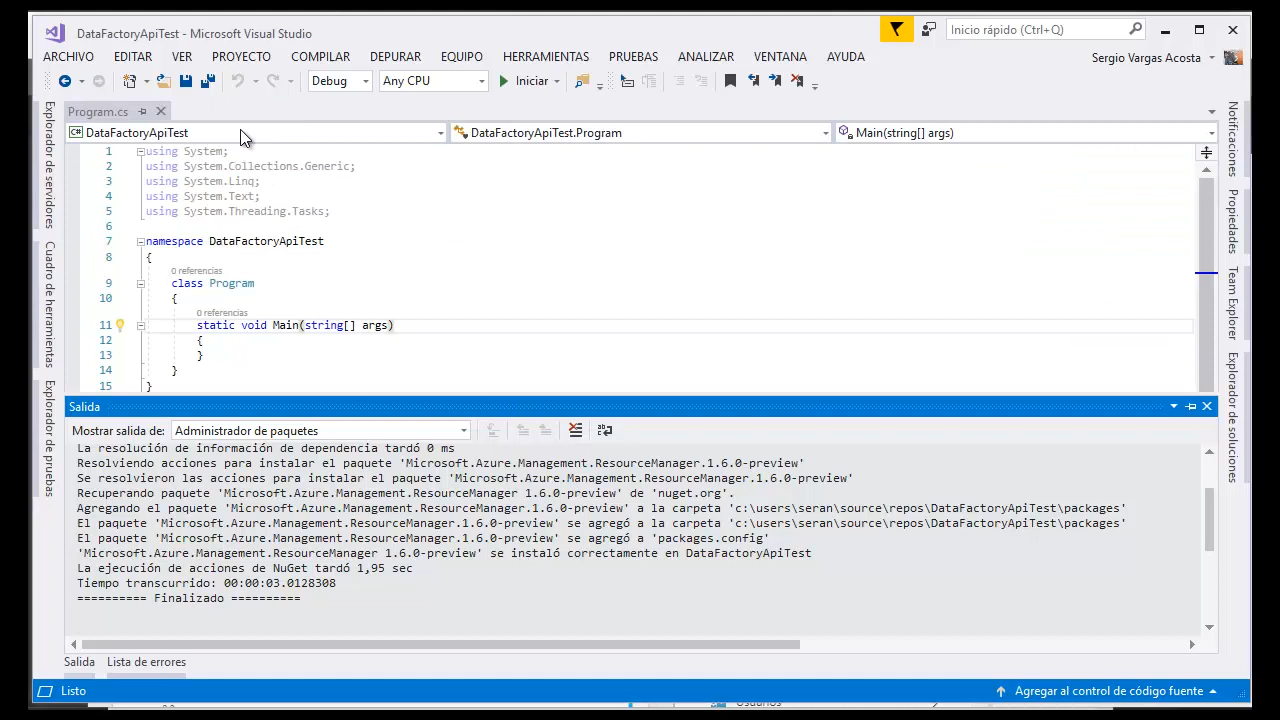 DataFactoryApiTest - Microsoft Visual Studio
Inicio rápido (Ctrl+Q)
ARCHIVO EDITAR VER PROYECTO COMPILAR DEPURAR EQUIPO HERRAMIENTAS PRUEBAS ANALIZAR VENTANA AYUDA
Sergio Vargas Acosta
Debug Any CPU Iniciar
Explorador de servidores
Cuadro de herramientas
Explorador de pruebas
Program.cs
DataFactoryApiTest DataFactoryApiTest.Program Main(string[] args)
1 using System;
2 using System.Collections.Generic;
3 using System.Linq;
4 using System.Text;
5 using System.Threading.Tasks;
6
7 namespace DataFactoryApiTest
8 {
0 referencias
9 class Program
10 {
0 referencias
11 static void Main(string[] args)
12 {
13 }
14 }
15 }
Salida
Mostrar salida de: Administrador de paquetes
La resolución de información de dependencia tardó 0 ms
Resolviendo acciones para instalar el paquete 'Microsoft.Azure.Management.ResourceManager.1.6.0-preview'
Se resolvieron las acciones para instalar el paquete 'Microsoft.Azure.Management.ResourceManager.1.6.0-preview'
Recuperando paquete 'Microsoft.Azure.Management.ResourceManager 1.6.0-preview' de 'nuget.org'.
Agregando el paquete 'Microsoft.Azure.Management.ResourceManager.1.6.0-preview' a la carpeta 'c:\users\seran\source\repos\DataFactoryApiTest\packages'
El paquete 'Microsoft.Azure.Management.ResourceManager.1.6.0-preview' se agregó a la carpeta 'c:\users\seran\source\repos\DataFactoryApiTest\packages'
El paquete 'Microsoft.Azure.Management.ResourceManager.1.6.0-preview' se agregó a 'packages.config'
'Microsoft.Azure.Management.ResourceManager 1.6.0-preview' se instaló correctamente en DataFactoryApiTest
La ejecución de acciones de NuGet tardó 1,95 sec
Tiempo transcurrido: 00:00:03.0128308
========== Finalizado ==========
Salida Lista de errores
Notificaciones
Propiedades
Team Explorer
Explorador de soluciones
Listo
Agregar al control de código fuente
Usuarios